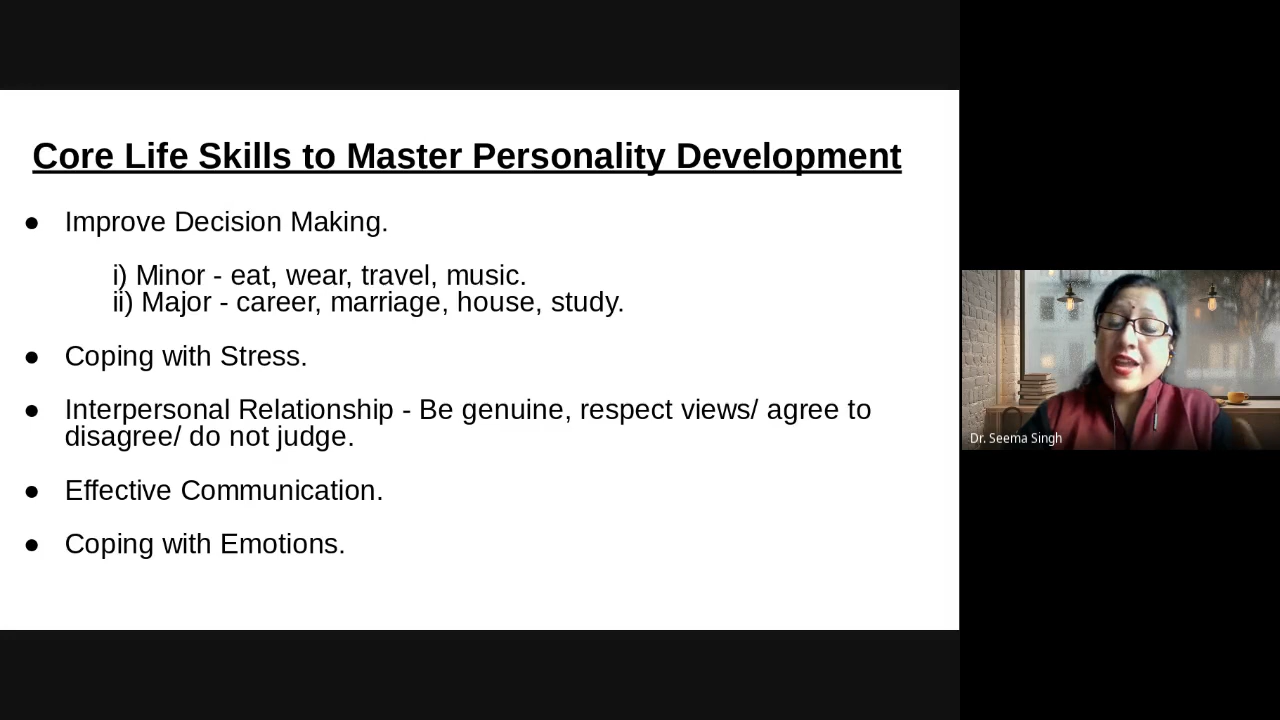 Core Life Skills to Master Personality Development
● Improve Decision Making.
i) Minor - eat, wear, travel, music.
ii) Major - career, marriage, house, study.
● Coping with Stress.
● Interpersonal Relationship - Be genuine, respect views/ agree to
disagree/ do not judge.
● Effective Communication.
● Coping with Emotions.
Dr. Seema Singh